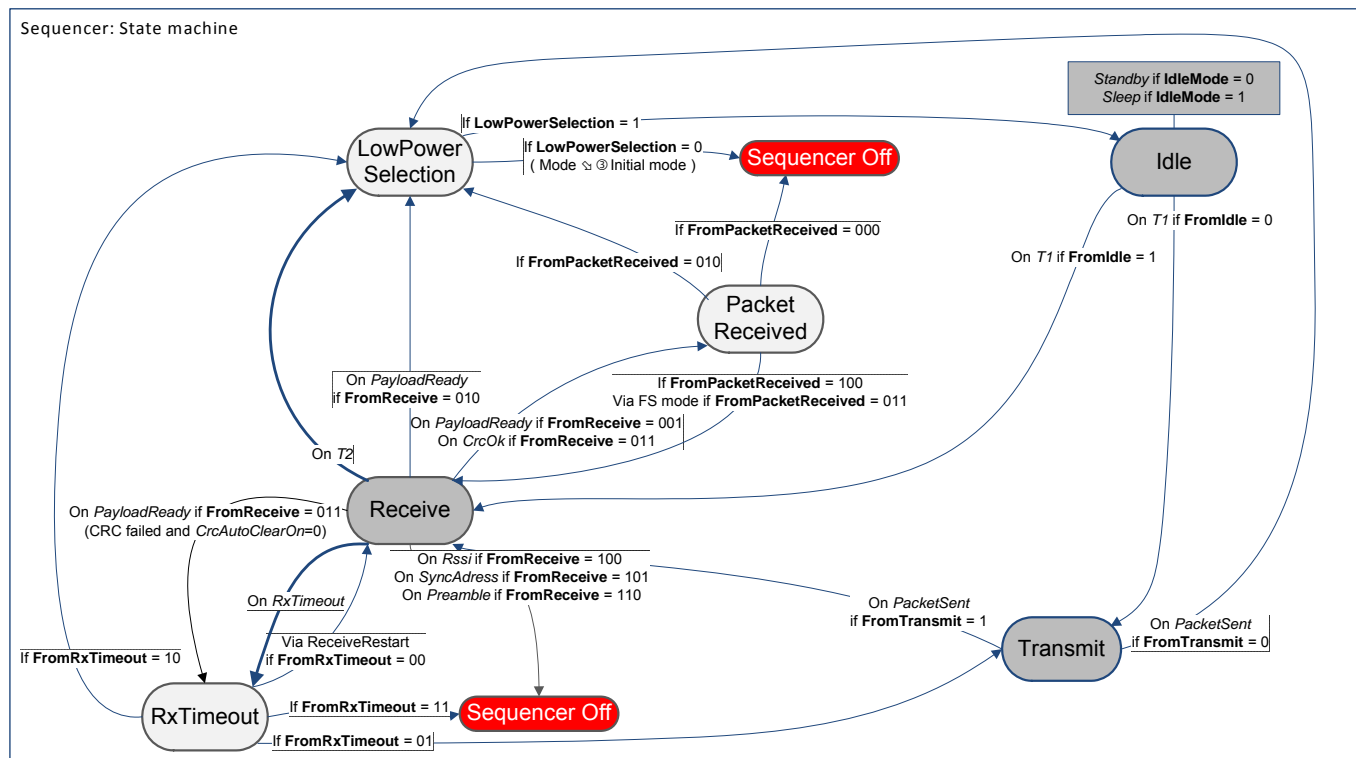 Sequencer: State machine
Standby if IdleMode = 0
Sleep if IdleMode = 1
If LowPowerSelection = 1
LowPower
Selection
If LowPowerSelection = 0
( Mode ⇘ ③ Initial mode )
Sequencer Off
Idle
On T1 if FromIdle = 0
If FromPacketReceived = 000
On T1 if FromIdle = 1
If FromPacketReceived = 010
Packet
Received
On PayloadReady
if FromReceive = 010
If FromPacketReceived = 100
Via FS mode if FromPacketReceived = 011
On PayloadReady if FromReceive = 001
On CrcOk if FromReceive = 011
On T2
Receive
On PayloadReady if FromReceive = 011
(CRC failed and CrcAutoClearOn=0)
On Rssi if FromReceive = 100
On SyncAdress if FromReceive = 101
On Preamble if FromReceive = 110
On RxTimeout
On PacketSent
if FromTransmit = 1
Via ReceiveRestart
if FromRxTimeout = 00
If FromRxTimeout = 10
Transmit
On PacketSent
if FromTransmit = 0
RxTimeout
If FromRxTimeout = 11
Sequencer Off
If FromRxTimeout = 01